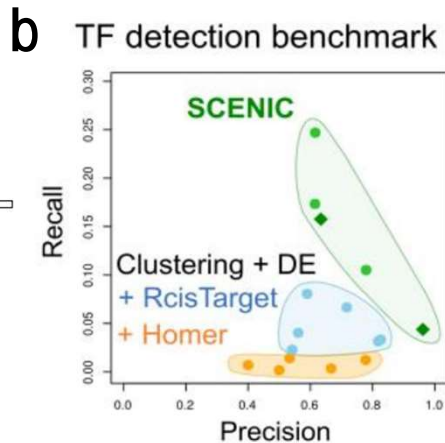 b
TF detection benchmark
SCENIC
Clustering + DE
+ RcisTarget
+ Homer
Recall
0.30
0.25
0.20
0.15
0.10
0.05
0.00
0.0 0.2 0.4 0.6 0.8 1.0
Precision